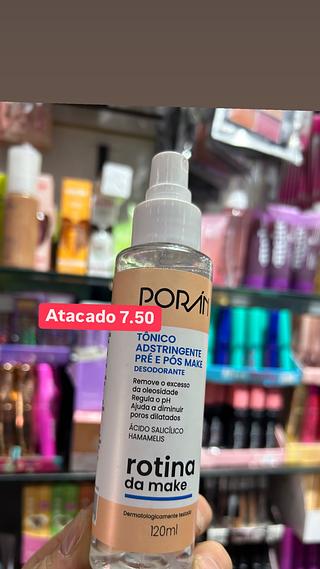 PORÁN
Atacado 7.50
TÔNICO
ADSTRINGENTE
PRÉ E PÓS MAKE
DESODORANTE
Remove o excesso
da oleosidade
Regula o pH
Ajuda a diminuir
poros dilatados
ÁCIDO SALICÍLICO
HAMAMELIS
rotina
da make
Dermatologicamente testado
120ml